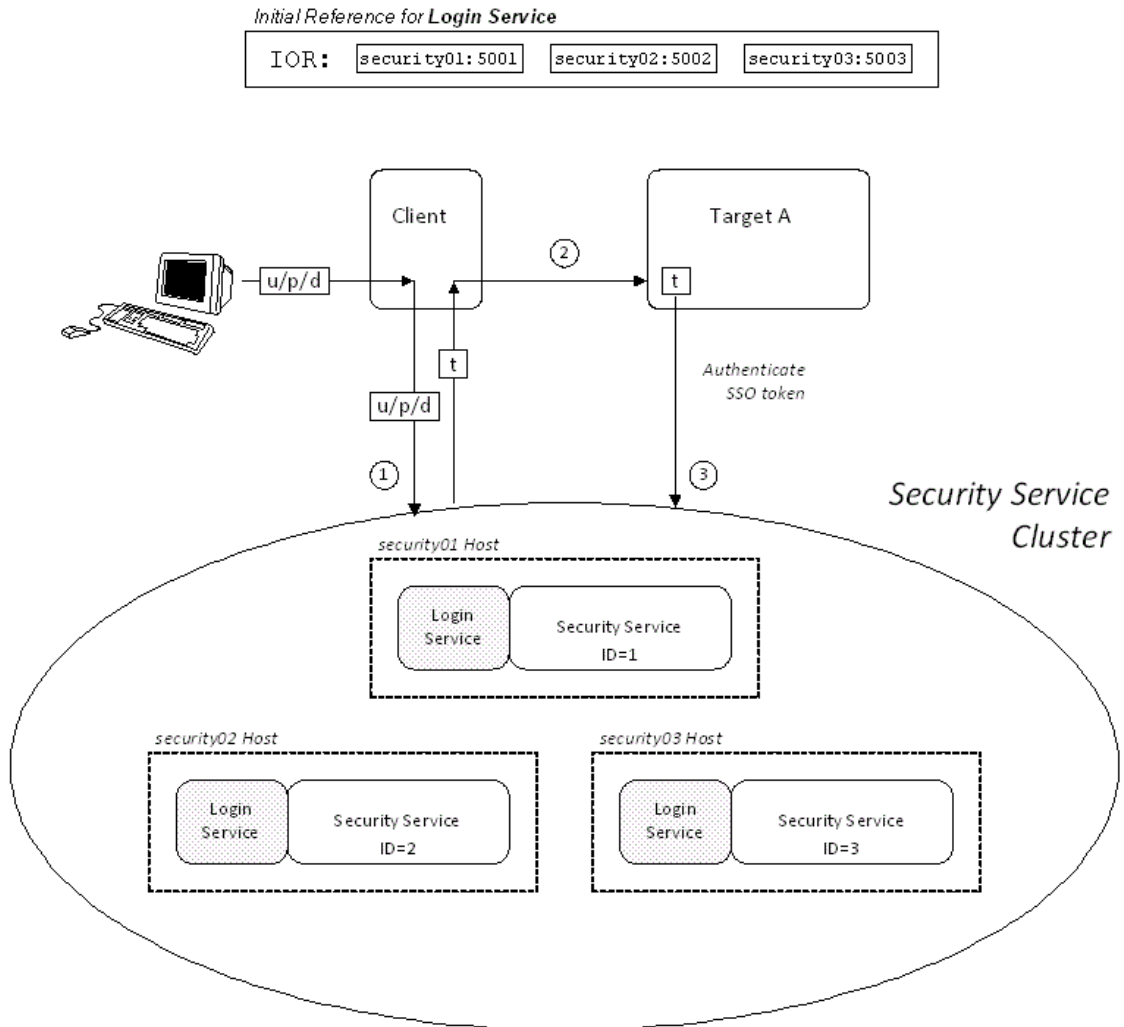 Initial Reference for Login Service
IOR: security01:5001 security02:5002 security03:5003
Client
Target A
2
u/p/d
t
t
Authenticate
SSO token
u/p/d
1
3
Security Service
Cluster
security01 Host
Login
Service
Security Service
ID=1
security02 Host
Login
Service
Security Service
ID=2
security03 Host
Login
Service
Security Service
ID=3